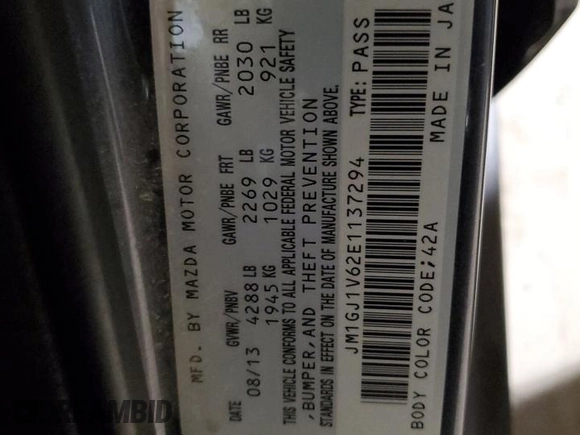 MFD. BY MAZDA MOTOR CORPORATION
GVWR/PNBV GAWR/PNBE FRT GAWR/PNBE RR
DATE 08/13 4288 LB 2269 LB 2030 LB
1945 KG 1029 KG 921 KG
THIS VEHICLE CONFORMS TO ALL APPLICABLE FEDERAL MOTOR VEHICLE SAFETY
,BUMPER,AND THEFT PREVENTION
STANDARDS IN EFFECT ON THE DATE OF MANUFACTURE SHOWN ABOVE.
JM1GJ1V62E1137294 TYPE: PASS
BODY COLOR CODE;42A MADE IN JA